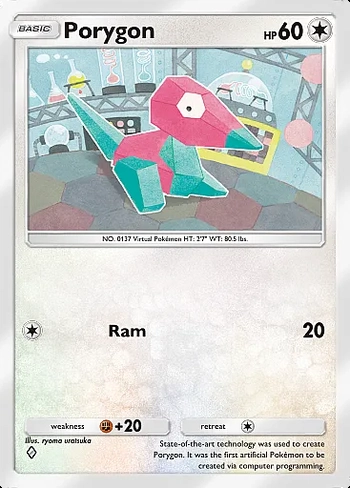 BASIC Porygon HP 60
NO. 0137 Virtual Pokémon HT: 2'7" WT: 80.5 lbs.
Ram 20
weakness +20 retreat
Illus. ryoma uratsuka
State-of-the-art technology was used to create
Porygon. It was the first artificial Pokémon to be
created via computer programming.